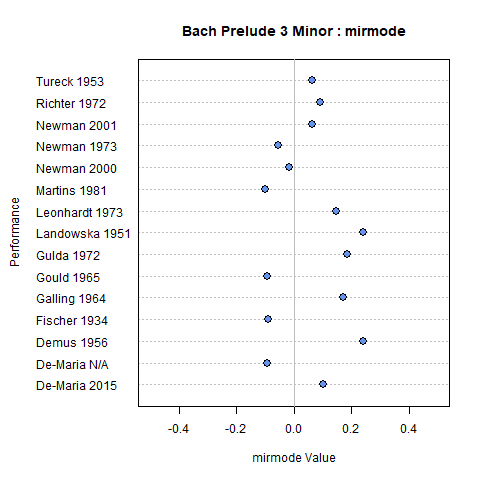 Bach Prelude 3 Minor : mirmode
Performance
Tureck 1953
Richter 1972
Newman 2001
Newman 1973
Newman 2000
Martins 1981
Leonhardt 1973
Landowska 1951
Gulda 1972
Gould 1965
Galling 1964
Fischer 1934
Demus 1956
De-Maria N/A
De-Maria 2015
-0.4 -0.2 0.0 0.2 0.4
mirmode Value